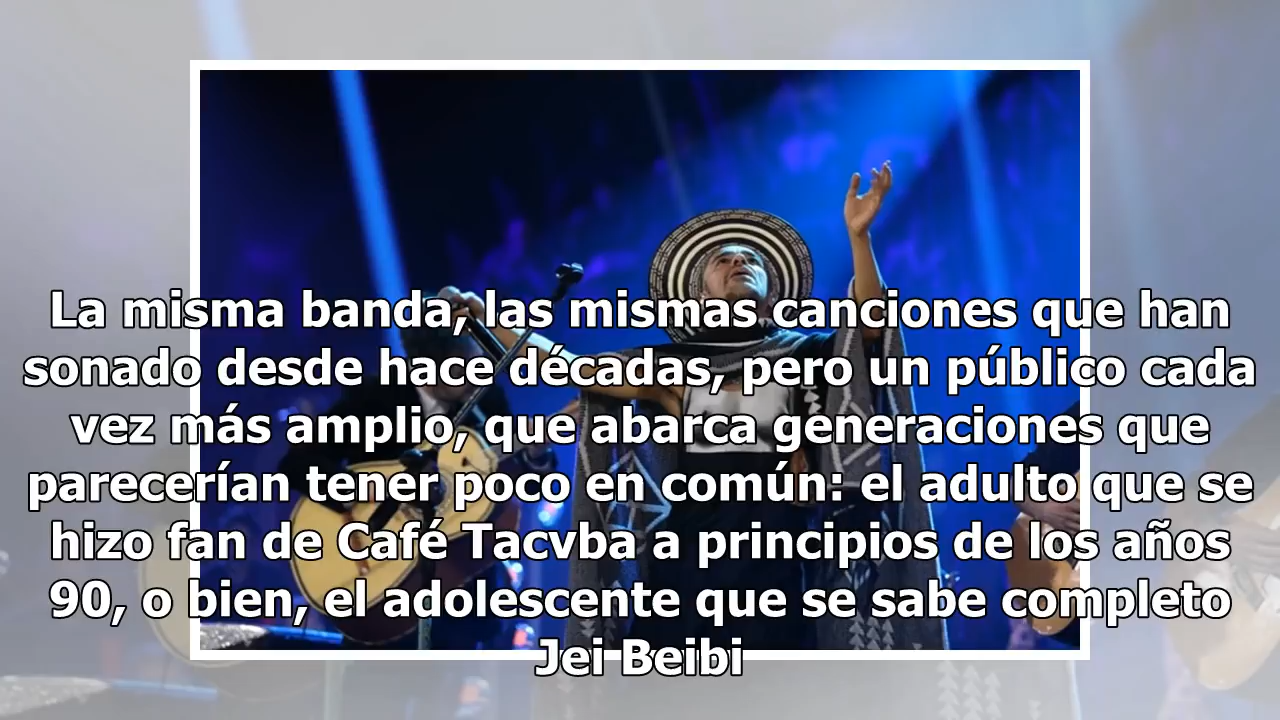 La misma banda, las mismas canciones que han
sonado desde hace décadas, pero un público cada
vez más amplio, que abarca generaciones que
parecerían tener poco en común: el adulto que se
hizo fan de Café Tacvba a principios de los años
90, o bien, el adolescente que se sabe completo
Jei Beibi